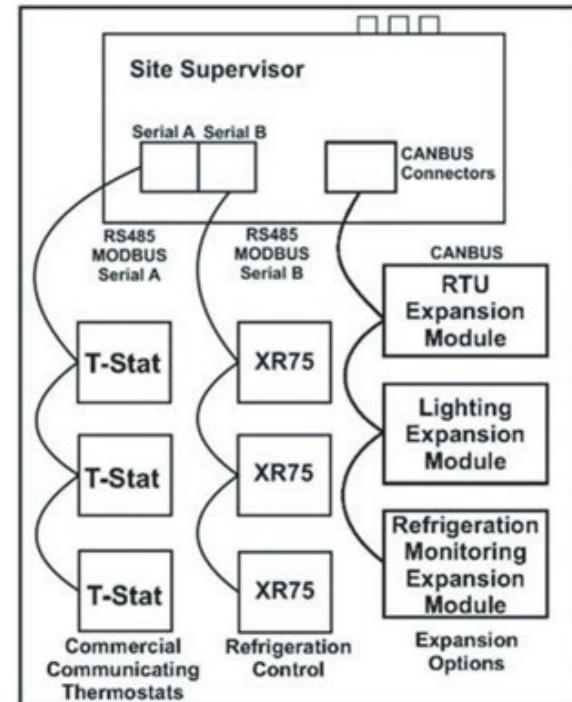 Site Supervisor
Serial A Serial B
CANBUS
Connectors
RS485
MODBUS
Serial A
RS485
MODBUS
Serial B
CANBUS
RTU
Expansion
Module
T-Stat
XR75
Lighting
Expansion
Module
T-Stat
XR75
Refrigeration
Monitoring
Expansion
Module
T-Stat
XR75
Commercial
Communicating
Thermostats
Refrigeration
Control
Expansion
Options